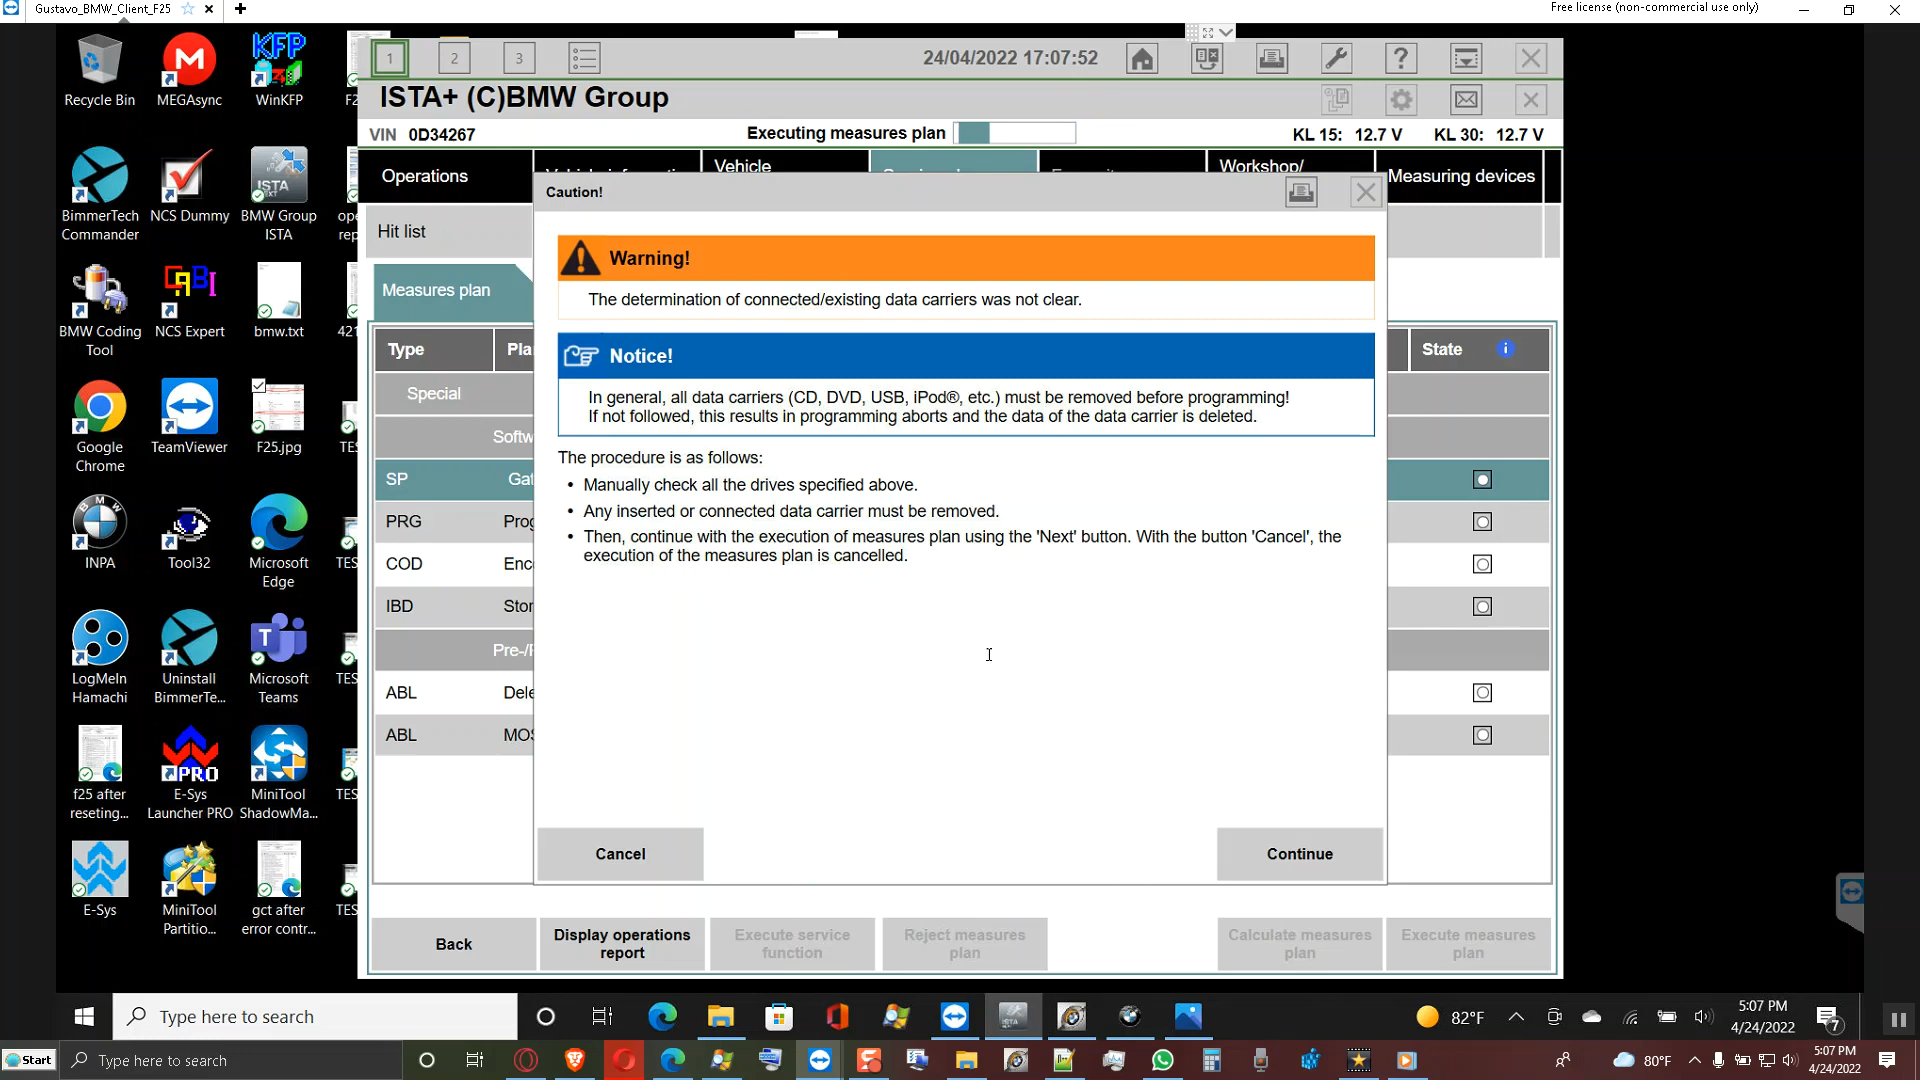 Gustavo_BMW_Client_F25
Free license (non-commercial use only)
1
2
3
24/04/2022 17:07:52
ISTA+ (C)BMW Group
VIN 0D34267
Executing measures plan
KL 15: 12.7 V KL 30: 12.7 V
Operations
Vehicle
Workshop/
Measuring devices
Hit list
Measures plan
Type
State
Special
SP
PRG
COD
IBD
ABL
ABL
Caution!
Warning!
The determination of connected/existing data carriers was not clear.
Notice!
In general, all data carriers (CD, DVD, USB, iPod®, etc.) must be removed before programming!
If not followed, this results in programming aborts and the data of the data carrier is deleted.
The procedure is as follows:
• Manually check all the drives specified above.
• Any inserted or connected data carrier must be removed.
• Then, continue with the execution of measures plan using the 'Next' button. With the button 'Cancel', the
execution of the measures plan is cancelled.
Cancel
Continue
Back
Display operations
report
Execute service
function
Reject measures
plan
Calculate measures
plan
Execute measures
plan
Recycle Bin
MEGAsync
KFP
WinKFP
BimmerTech
Commander
NCS Dummy
ISTA
BMW Group
ISTA
BMW Coding
Tool
NCS Expert
bmw.txt
Google
Chrome
TeamViewer
F25.jpg
INPA
Tool32
Microsoft
Edge
LogMeIn
Hamachi
Uninstall
BimmerTe...
Microsoft
Teams
f25 after
reseting...
PRO
E-Sys
Launcher PRO
MiniTool
ShadowMa...
E-Sys
MiniTool
Partitio...
gct after
error contr...
Type here to search
82°F
5:07 PM
4/24/2022
7
Start
Type here to search
80°F
5:07 PM
4/24/2022